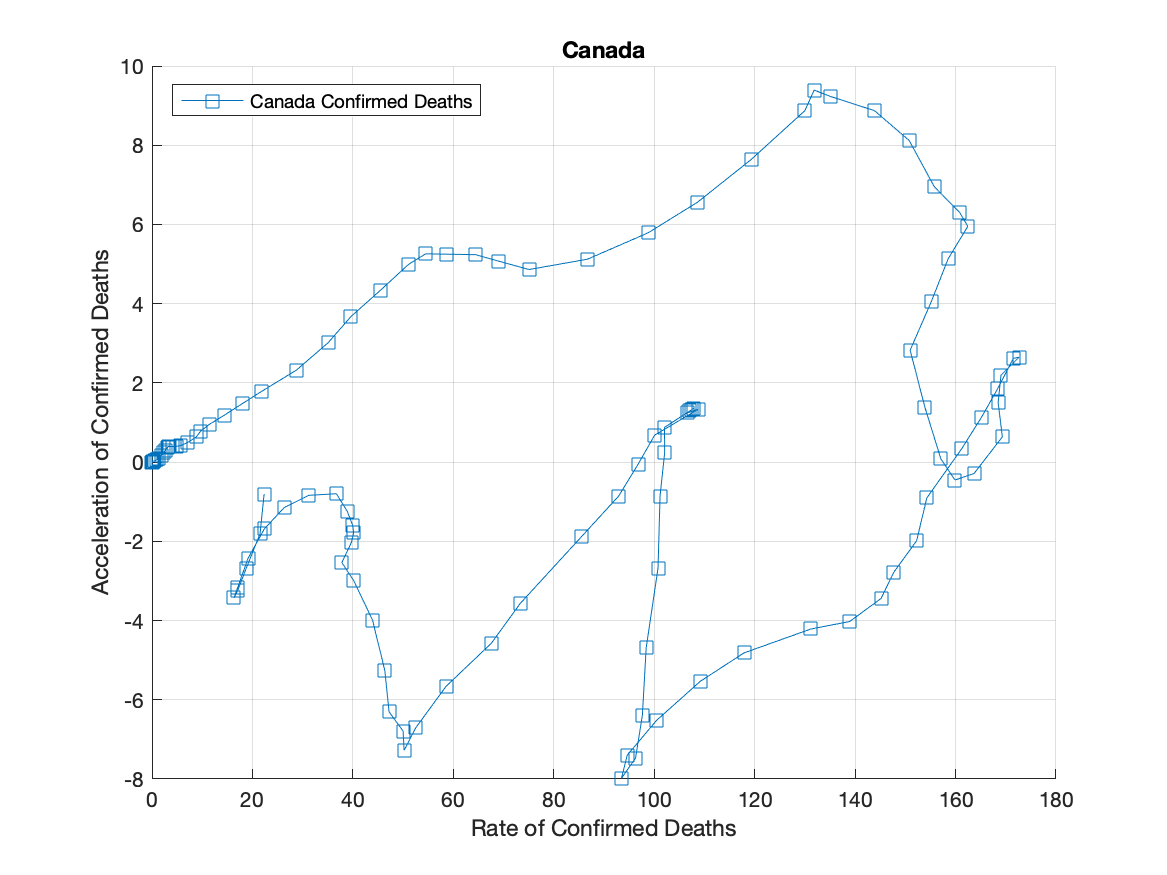 Canada
10
8
6
4
2
0
-2
-4
-6
-8
Canada Confirmed Deaths
Acceleration of Confirmed Deaths
0 20 40 60 80 100 120 140 160 180
Rate of Confirmed Deaths